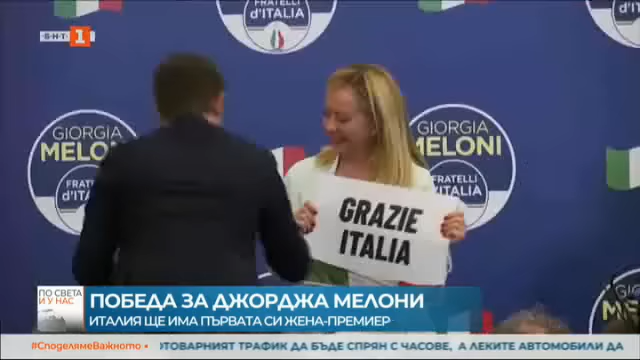 БНТ 1
FRATELLI
d'ITALIA
GIORGIA
MELONI
FRATELLI
d'ITALIA
GIORGIA
MELONI
FRATELLI
d'ITALIA
GRAZIE
ITALIA
GIORGIA
ПО СВЕТА
И У НАС
ПОБЕДА ЗА ДЖОРДЖА МЕЛОНИ
ИТАЛИЯ ЩЕ ИМА ПЪРВАТА СИ ЖЕНА-ПРЕМИЕР
#СподелямеВажното • ОТОВАРНИЯТ ТРАФИК ДА БЪДЕ СПРЯН С ЧАСОВЕ, А ЛЕКИТЕ АВТОМОБИЛИ ДА